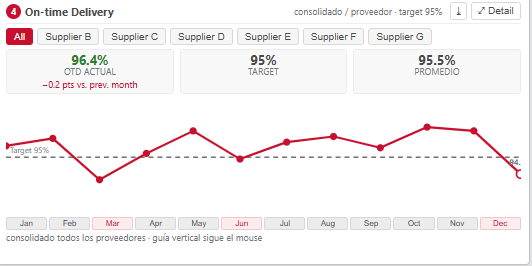 4 On-time Delivery consolidado / proveedor · target 95% ⤓ ⤢ Detail
All Supplier B Supplier C Supplier D Supplier E Supplier F Supplier G
96.4% 95% 95.5%
OTD ACTUAL TARGET PROMEDIO
−0.2 pts vs. prev. month
Target 95%
94.
Jan Feb Mar Apr May Jun Jul Aug Sep Oct Nov Dec
consolidado todos los proveedores · guía vertical sigue el mouse